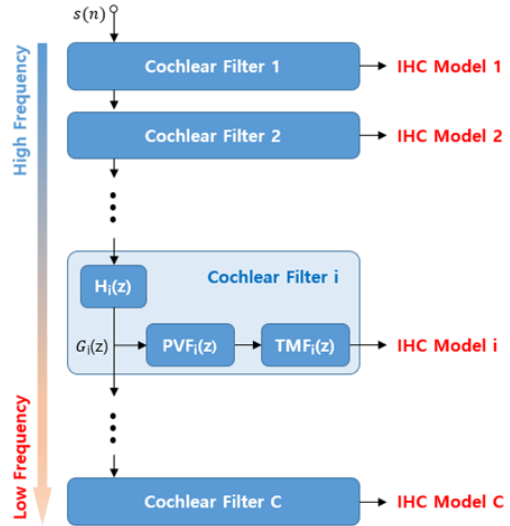 s(n)
High Frequency
Cochlear Filter 1
IHC Model 1
Cochlear Filter 2
IHC Model 2
Cochlear Filter i
Hᵢ(z)
Gᵢ(z)
PVFᵢ(z)
TMFᵢ(z)
IHC Model i
Low Frequency
Cochlear Filter C
IHC Model C